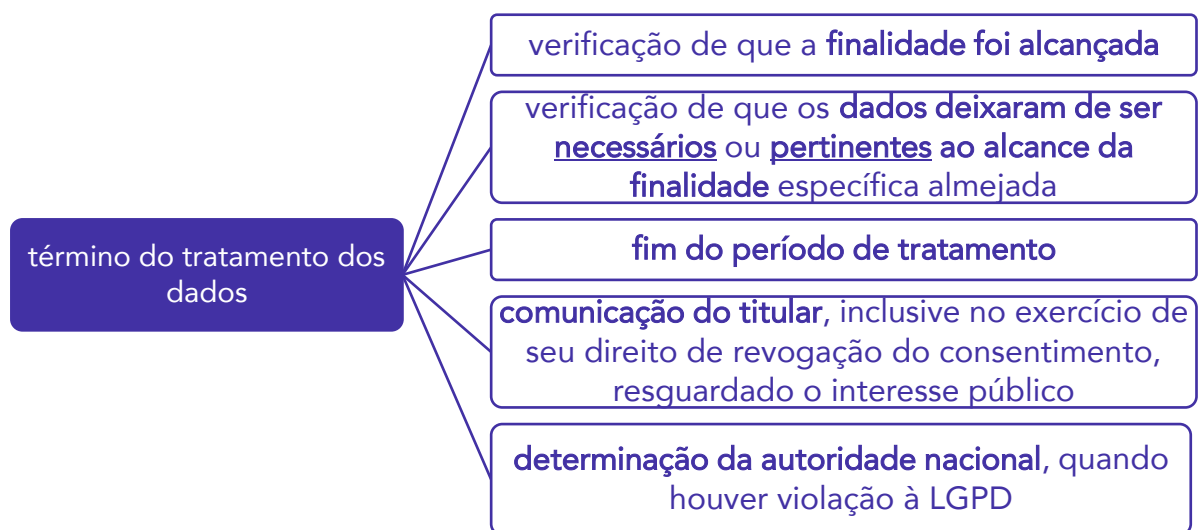 verificação de que a finalidade foi alcançada
verificação de que os dados deixaram de ser
necessários ou pertinentes ao alcance da
finalidade específica almejada
término do tratamento dos
dados
fim do período de tratamento
comunicação do titular, inclusive no exercício de
seu direito de revogação do consentimento,
resguardado o interesse público
determinação da autoridade nacional, quando
houver violação à LGPD